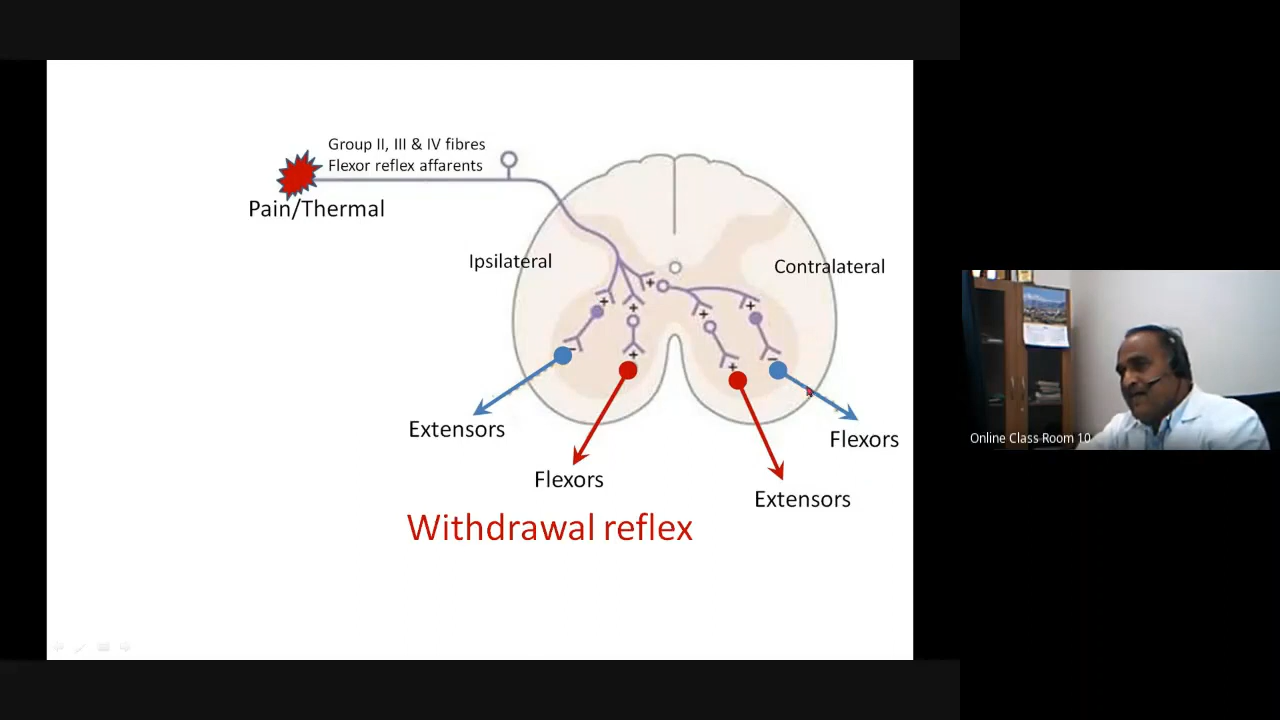 Group II, III & IV fibres
Flexor reflex affarents
Pain/Thermal
Ipsilateral
Contralateral
+
+
+
+
+
-
+
+
-
Extensors
Flexors
Flexors
Extensors
Withdrawal reflex
Online Class Room 10